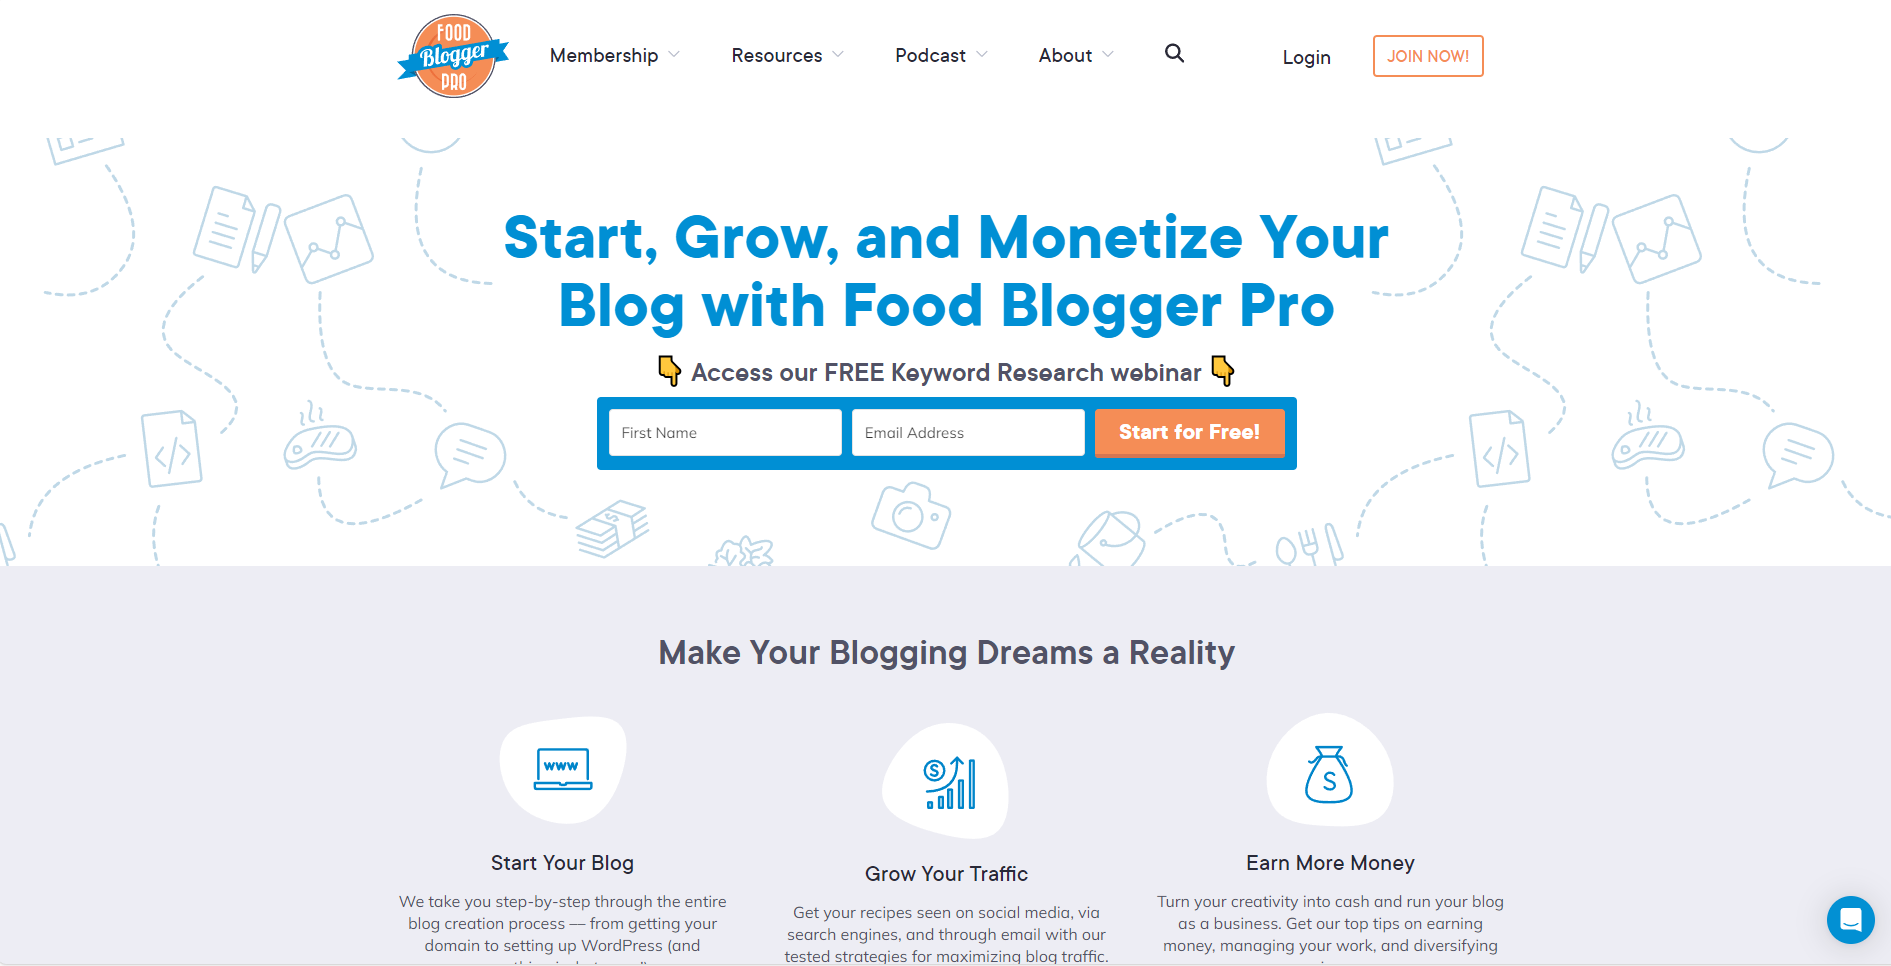 FOOD
Blogger
PRO
Membership
Resources
Podcast
About
Login
JOIN NOW!
Start, Grow, and Monetize Your
Blog with Food Blogger Pro
👇 Access our FREE Keyword Research webinar 👇
First Name
Email Address
Start for Free!
Make Your Blogging Dreams a Reality
www
Start Your Blog
We take you step-by-step through the entire
blog creation process — from getting your
domain to setting up WordPress (and
Grow Your Traffic
Get your recipes seen on social media, via
search engines, and through email with our
tested strategies for maximizing blog traffic.
Earn More Money
Turn your creativity into cash and run your blog
as a business. Get our top tips on earning
money, managing your work, and diversifying